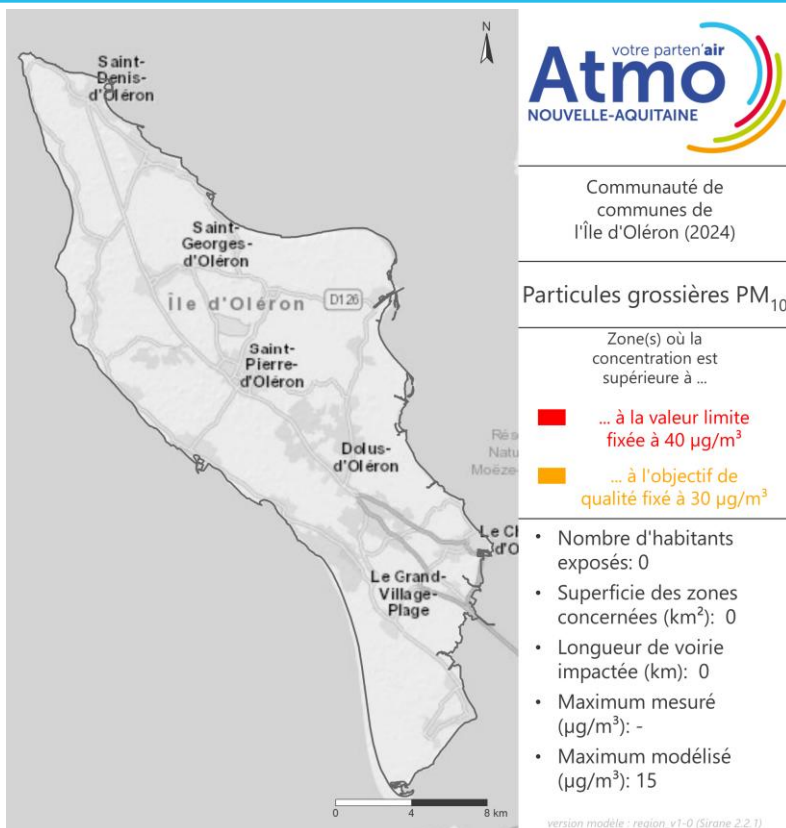 Saint-
Denis-
d'Oléron
Saint-
Georges-
d'Oléron
Île d'Oléron
D126
Saint-
Pierre-
d'Oléron
Dolus-
d'Oléron
Le Grand-
Village-
Plage
N
0 4 8 km
votre parten'air
Atmo
NOUVELLE-AQUITAINE
Communauté de
communes de
l'Île d'Oléron (2024)
Particules grossières PM₁₀
Zone(s) où la
concentration est
supérieure à ...
... à la valeur limite
fixée à 40 µg/m³
... à l'objectif de
qualité fixé à 30 µg/m³
• Nombre d'habitants
exposés: 0
• Superficie des zones
concernées (km²): 0
• Longueur de voirie
impactée (km): 0
• Maximum mesuré
(µg/m³): -
• Maximum modélisé
(µg/m³): 15
version modèle : region_v1-0 (Sirane 2.2.1)